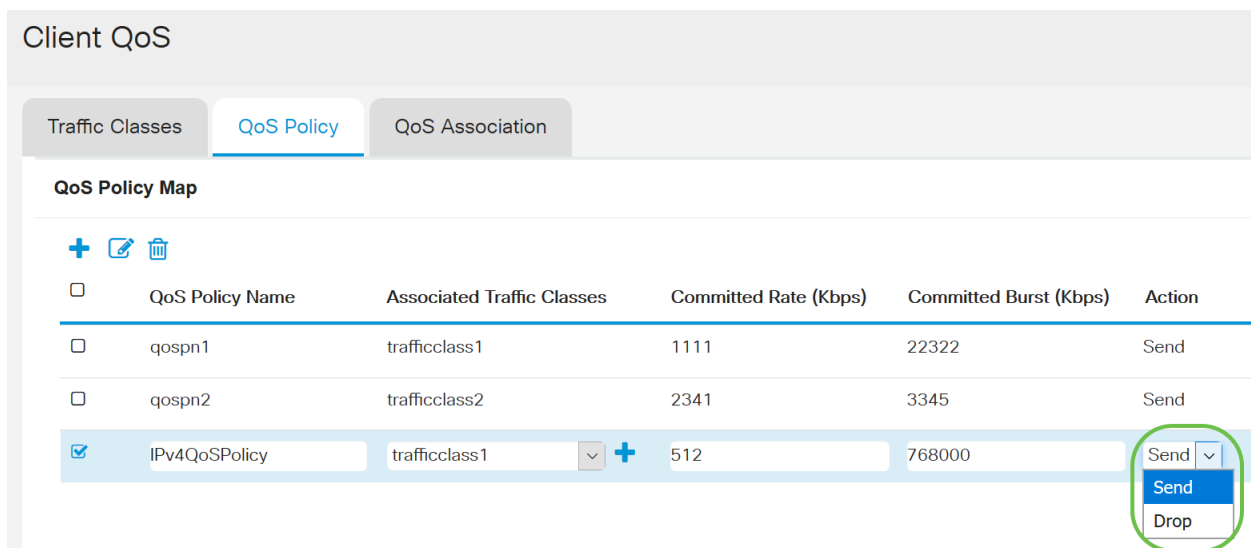 Client QoS
Traffic Classes QoS Policy QoS Association
QoS Policy Map
QoS Policy Name Associated Traffic Classes Committed Rate (Kbps) Committed Burst (Kbps) Action
qospn1 trafficclass1 1111 22322 Send
qospn2 trafficclass2 2341 3345 Send
IPv4QoSPolicy trafficclass1 512 768000 Send
Send
Drop